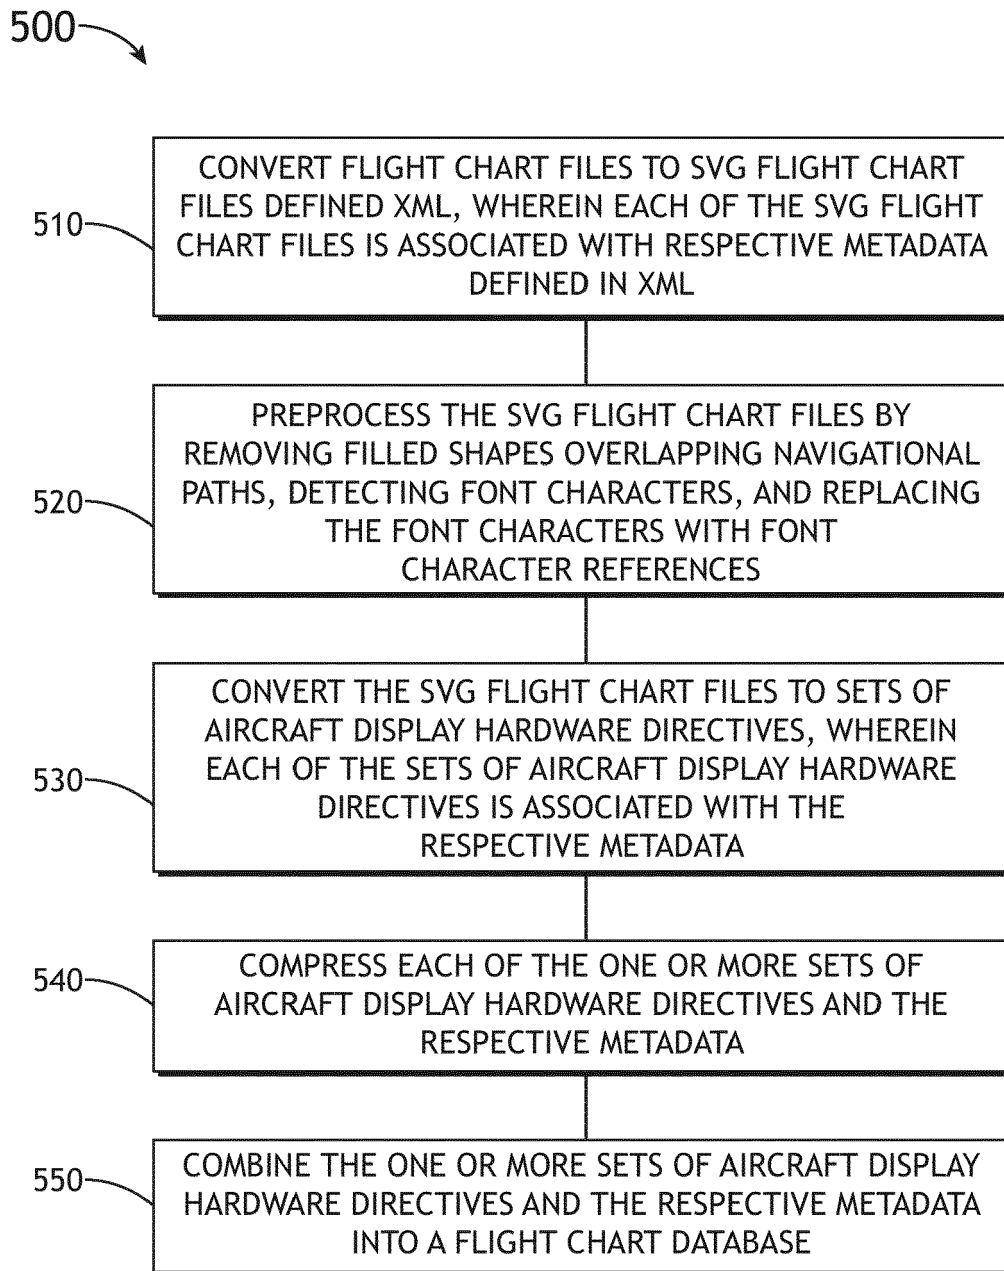 500
CONVERT FLIGHT CHART FILES TO SVG FLIGHT CHART
FILES DEFINED XML, WHEREIN EACH OF THE SVG FLIGHT
CHART FILES IS ASSOCIATED WITH RESPECTIVE METADATA
DEFINED IN XML
510
PREPROCESS THE SVG FLIGHT CHART FILES BY
REMOVING FILLED SHAPES OVERLAPPING NAVIGATIONAL
PATHS, DETECTING FONT CHARACTERS, AND REPLACING
THE FONT CHARACTERS WITH FONT
CHARACTER REFERENCES
520
CONVERT THE SVG FLIGHT CHART FILES TO SETS OF
AIRCRAFT DISPLAY HARDWARE DIRECTIVES, WHEREIN
EACH OF THE SETS OF AIRCRAFT DISPLAY HARDWARE
DIRECTIVES IS ASSOCIATED WITH THE
RESPECTIVE METADATA
530
COMPRESS EACH OF THE ONE OR MORE SETS OF
AIRCRAFT DISPLAY HARDWARE DIRECTIVES AND THE
RESPECTIVE METADATA
540
COMBINE THE ONE OR MORE SETS OF AIRCRAFT DISPLAY
HARDWARE DIRECTIVES AND THE RESPECTIVE METADATA
INTO A FLIGHT CHART DATABASE
550